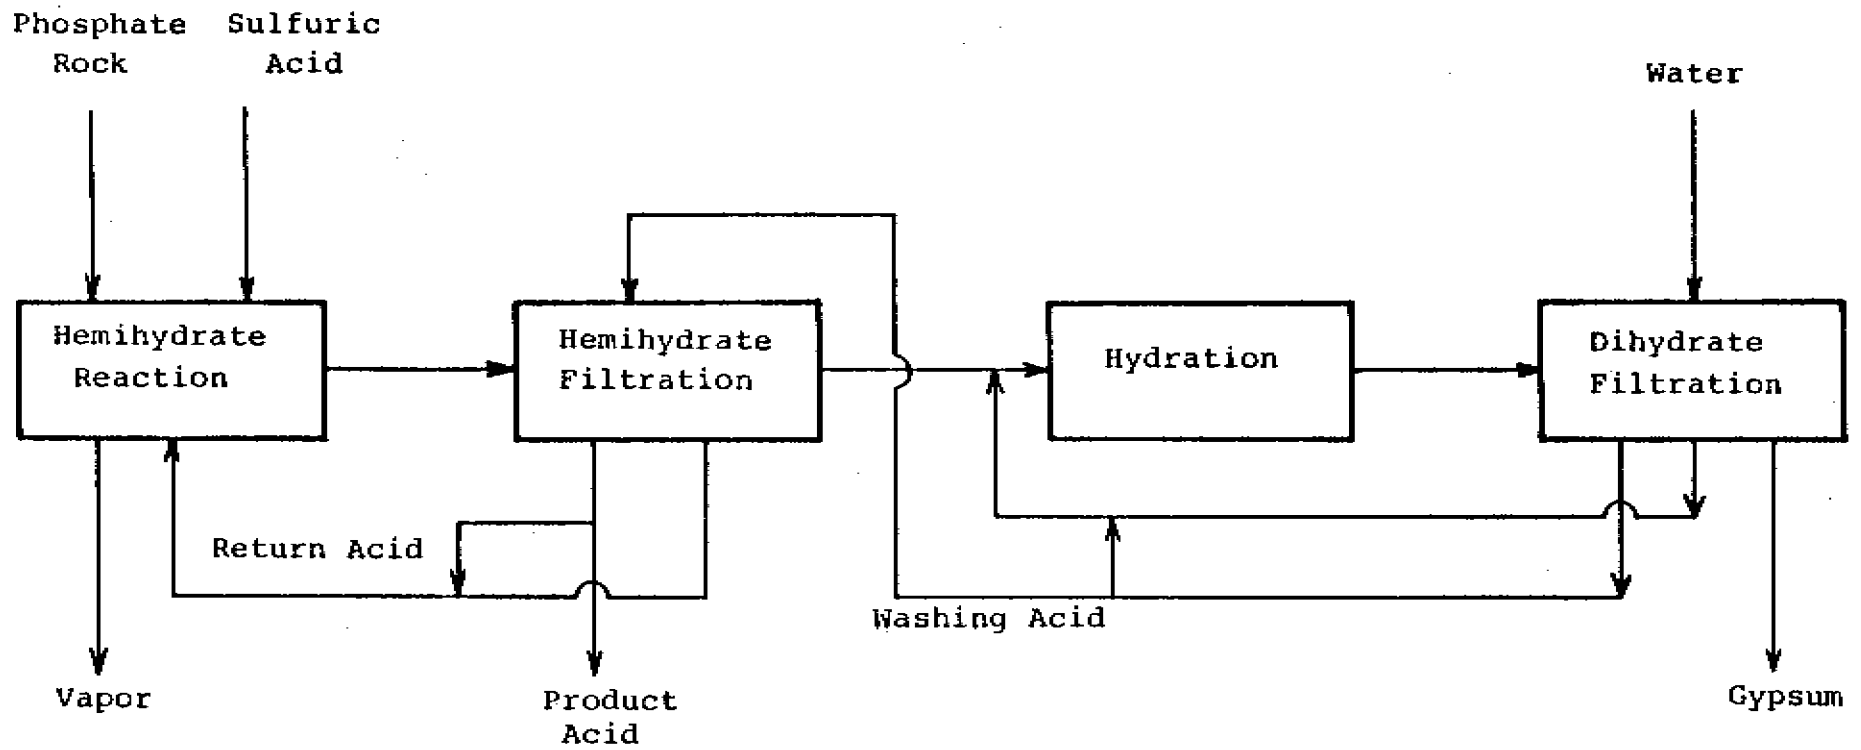 Phosphate Rock
Sulfuric Acid
Water
Hemihydrate
Reaction
Hemihydrate
Filtration
Hydration
Dihydrate
Filtration
Return Acid
Washing Acid
Vapor
Product
Acid
Gypsum